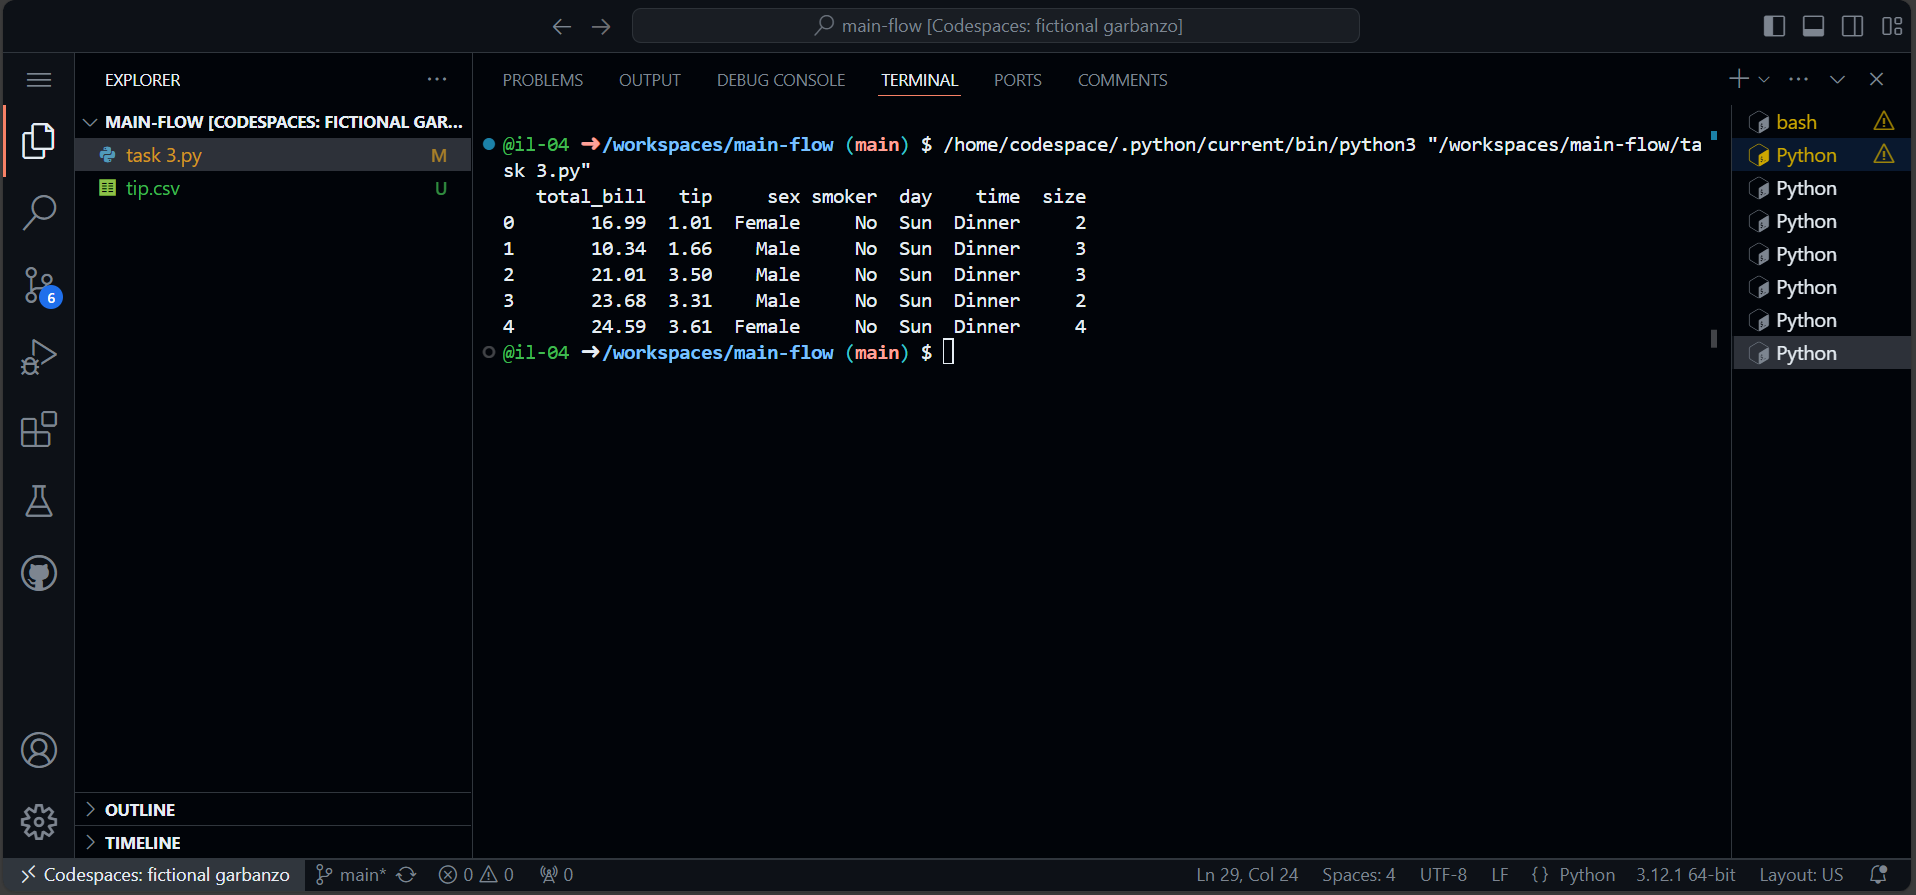 main-flow [Codespaces: fictional garbanzo]
EXPLORER
MAIN-FLOW [CODESPACES: FICTIONAL GAR...
task 3.py M
tip.csv U
6
OUTLINE
TIMELINE
PROBLEMS OUTPUT DEBUG CONSOLE TERMINAL PORTS COMMENTS
@il-04 ➜/workspaces/main-flow (main) $ /home/codespace/.python/current/bin/python3 "/workspaces/main-flow/ta
sk 3.py"
total_bill tip sex smoker day time size
0 16.99 1.01 Female No Sun Dinner 2
1 10.34 1.66 Male No Sun Dinner 3
2 21.01 3.50 Male No Sun Dinner 3
3 23.68 3.31 Male No Sun Dinner 2
4 24.59 3.61 Female No Sun Dinner 4
@il-04 ➜/workspaces/main-flow (main) $
bash
Python
Python
Python
Python
Python
Python
Python
Codespaces: fictional garbanzo main* 0 0 0 Ln 29, Col 24 Spaces: 4 UTF-8 LF {} Python 3.12.1 64-bit Layout: US